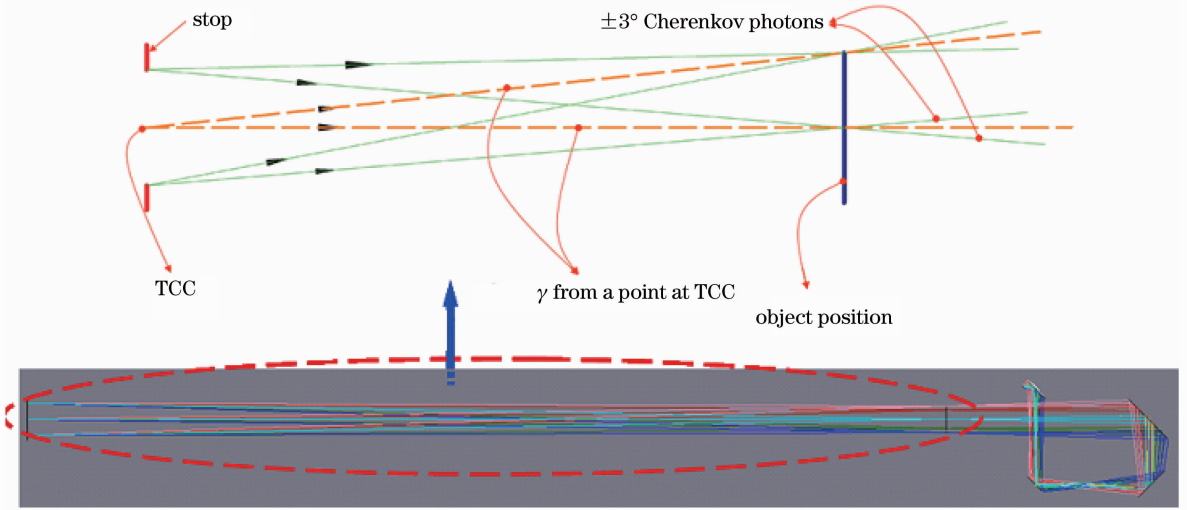 stop
±3° Cherenkov photons
TCC
γ from a point at TCC
object position